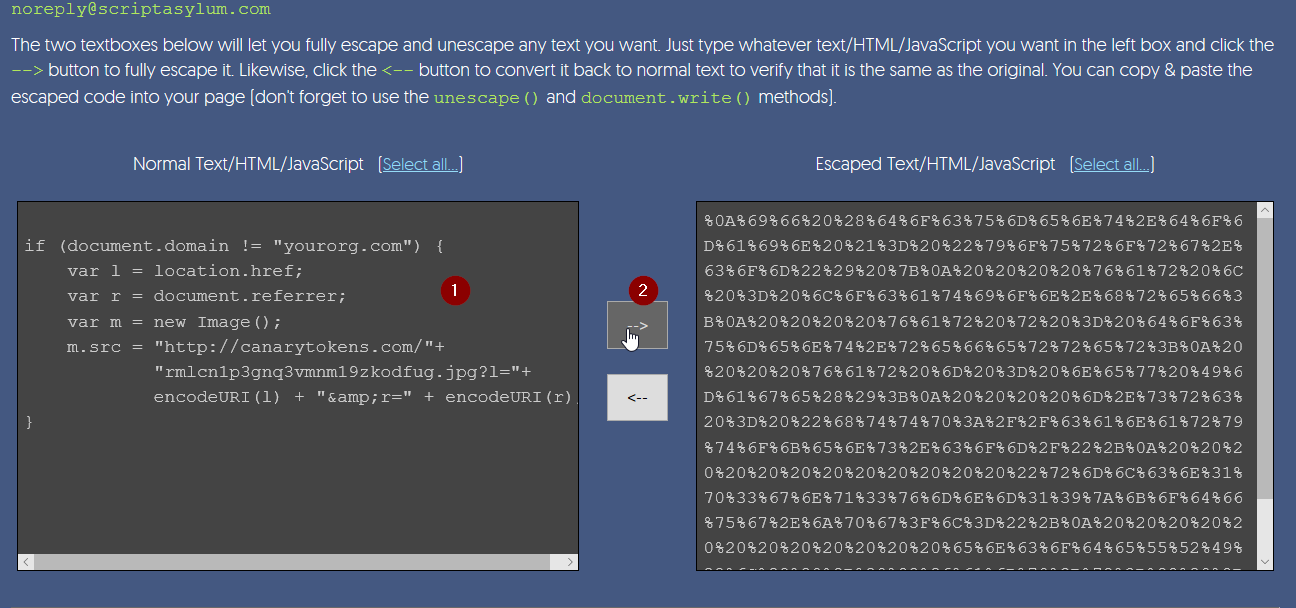 noreply@scriptasylum.com
The two textboxes below will let you fully escape and unescape any text you want. Just type whatever text/HTML/JavaScript you want in the left box and click the
--> button to fully escape it. Likewise, click the <-- button to convert it back to normal text to verify that it is the same as the original. You can copy & paste the
escaped code into your page (don't forget to use the unescape() and document.write() methods).
Normal Text/HTML/JavaScript [Select all...]
if (document.domain != "yourorg.com") {
var l = location.href;
var r = document.referrer;
var m = new Image();
m.src = "http://canarytokens.com/"+
"rmlcn1p3gnq3vmnm19zkodfug.jpg?l="+
encodeURI(l) + "&amp;r=" + encodeURI(r)
}
1
2
-->
<--
Escaped Text/HTML/JavaScript [Select all...]
%0A%69%66%20%28%64%6F%63%75%6D%65%6E%74%2E%64%6F%6
D%61%69%6E%20%21%3D%20%22%79%6F%75%72%6F%72%67%2E%
63%6F%6D%22%29%20%7B%0A%20%20%20%20%76%61%72%20%6C
%20%3D%20%6C%6F%63%61%74%69%6F%6E%2E%68%72%65%66%3
B%0A%20%20%20%20%76%61%72%20%72%20%3D%20%64%6F%63%
75%6D%65%6E%74%2E%72%65%66%65%72%72%65%72%3B%0A%20
%20%20%20%76%61%72%20%6D%20%3D%20%6E%65%77%20%49%6
D%61%67%65%28%29%3B%0A%20%20%20%20%6D%2E%73%72%63%
20%3D%20%22%68%74%74%70%3A%2F%2F%63%61%6E%61%72%79
%74%6F%6B%65%6E%73%2E%63%6F%6D%2F%22%2B%0A%20%20%2
0%20%20%20%20%20%20%20%20%20%22%72%6D%6C%63%6E%31%
70%33%67%6E%71%33%76%6D%6E%6D%31%39%7A%6B%6F%64%66
%75%67%2E%6A%70%67%3F%6C%3D%22%2B%0A%20%20%20%20%2
0%20%20%20%20%20%20%20%65%6E%63%6F%64%65%55%52%49%